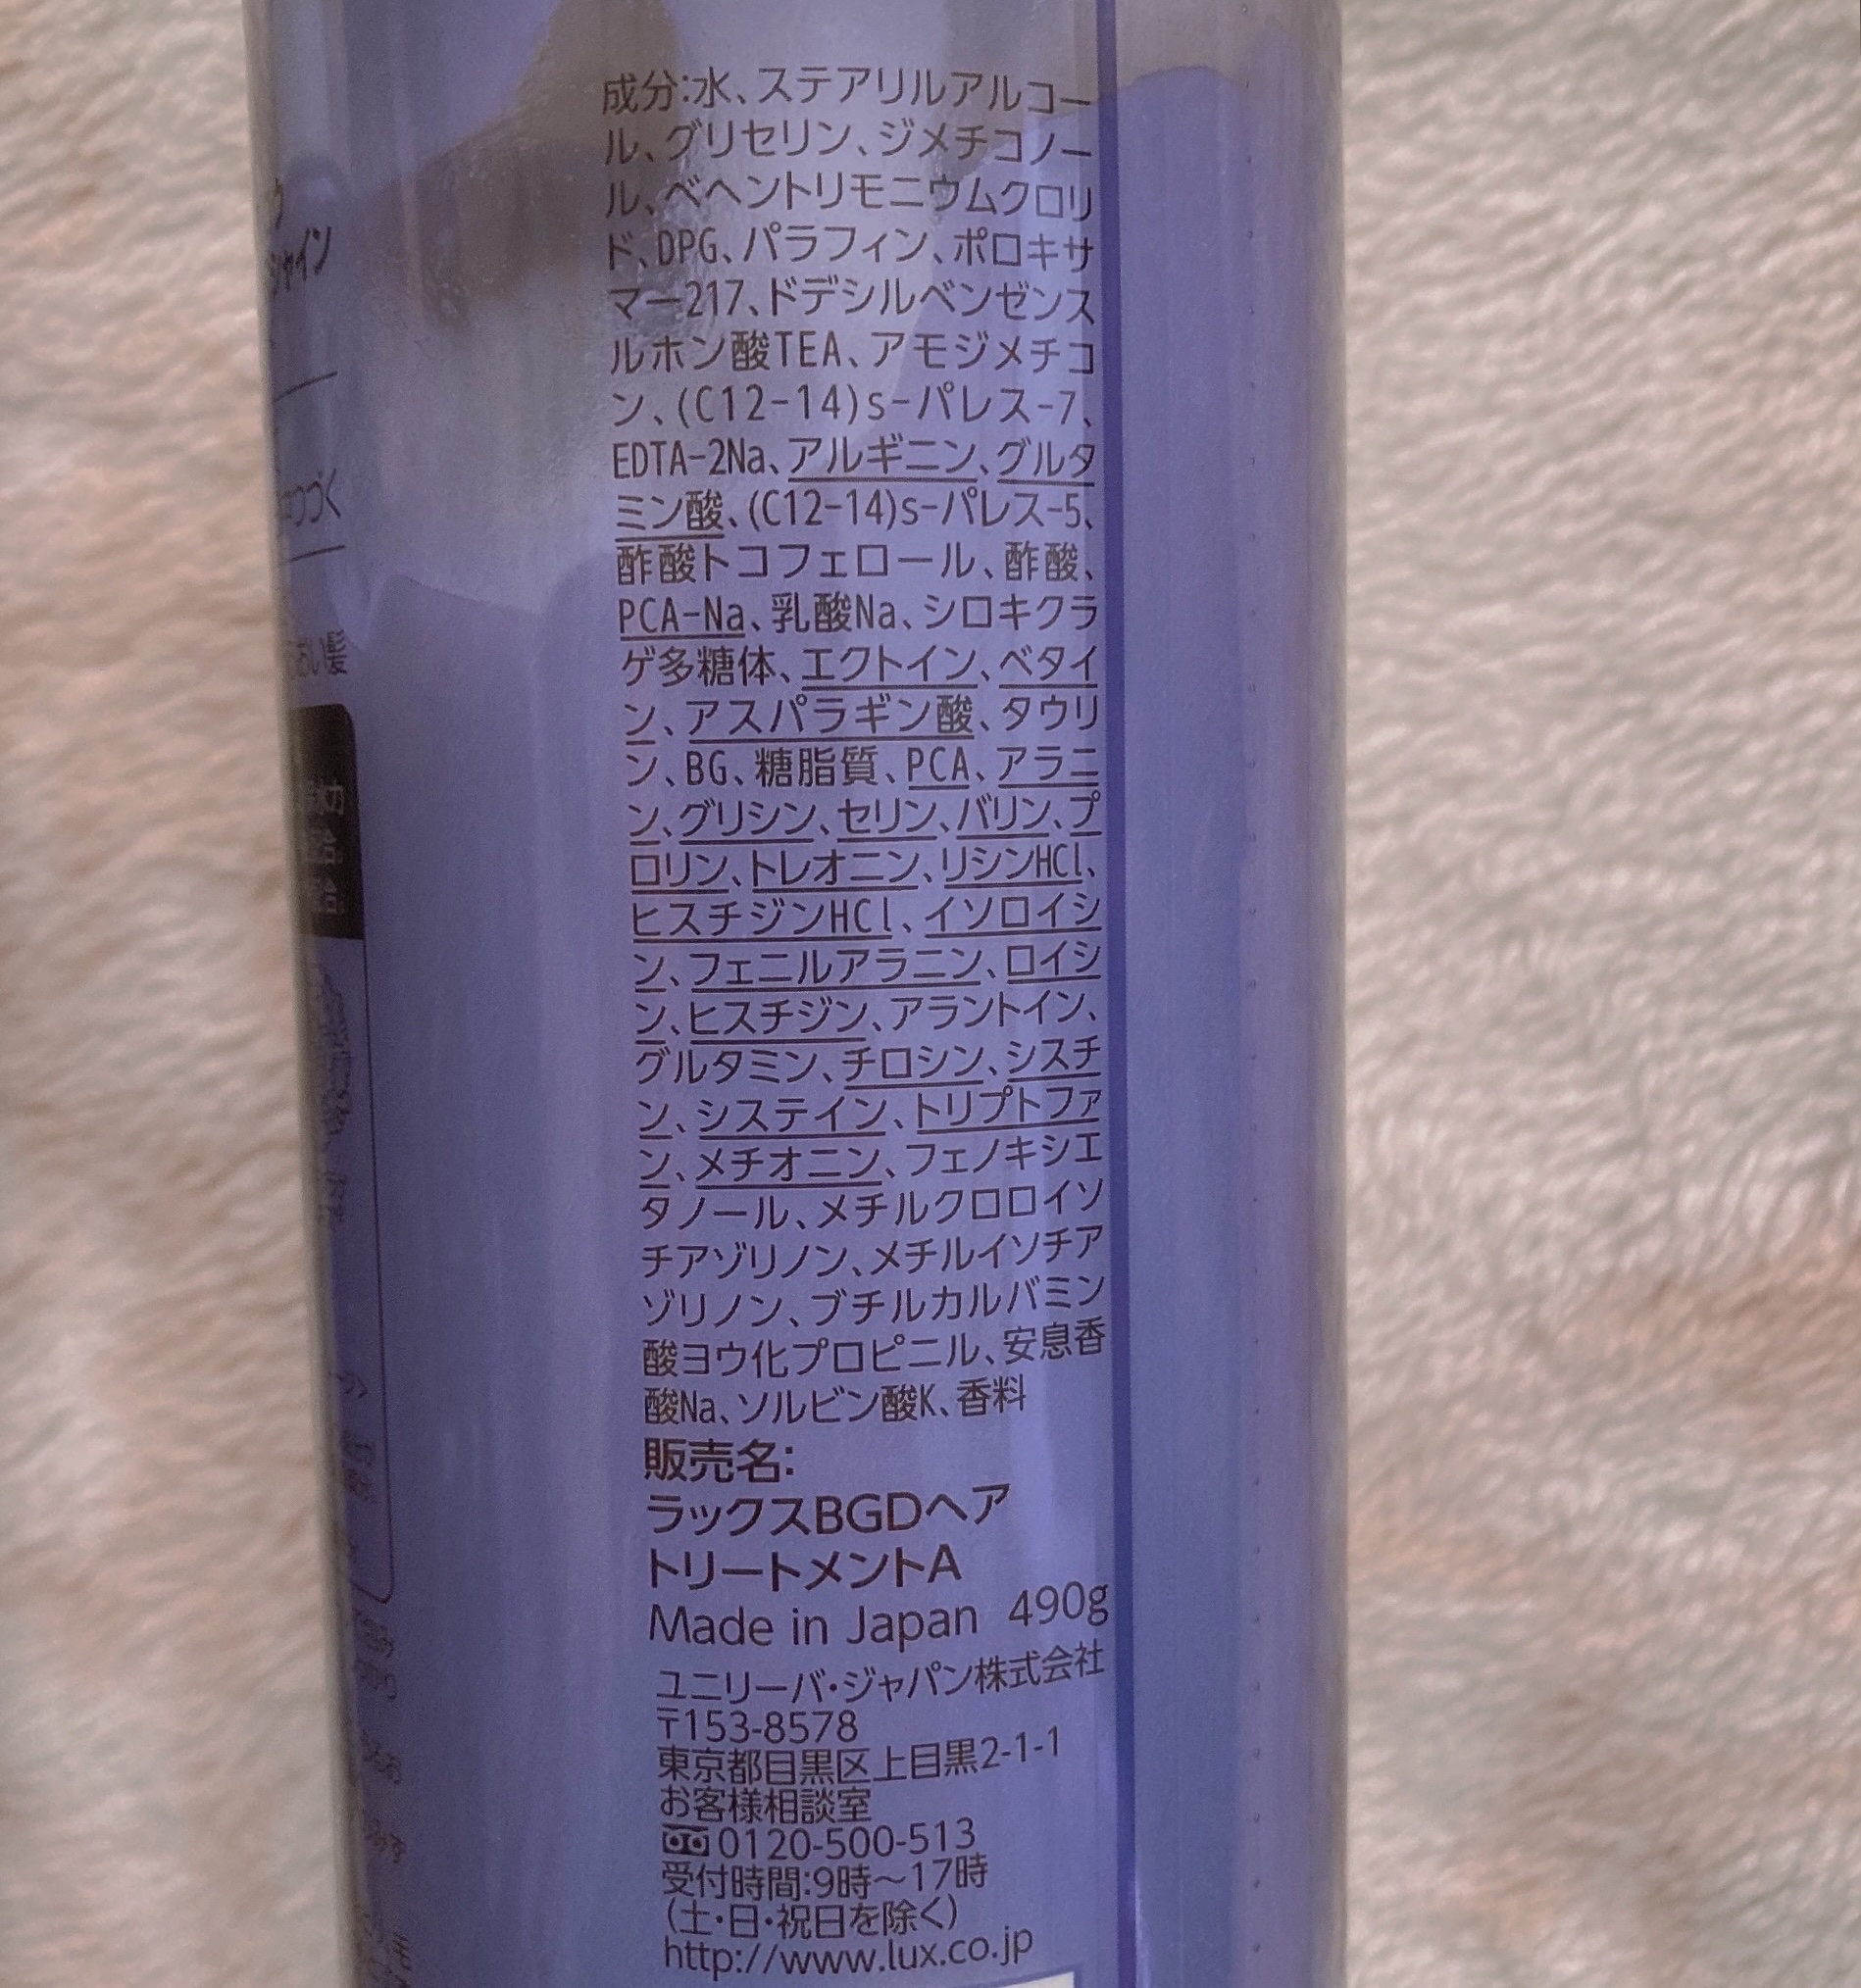 成分:水、ステアリルアルコー
ル、グリセリン、ジメチコノー
ル、ベヘントリモニウムクロリ
ド、DPG、パラフィン、ポロキサ
マー217、ドデシルベンゼンス
ルホン酸TEA、アモジメチコ
ン、(C12-14)s-パレス-7、
EDTA-2Na、アルギニン、グルタ
ミン酸、(C12-14)s-パレス-5、
酢酸トコフェロール、酢酸、
PCA-Na、乳酸Na、シロキクラ
ゲ多糖体、エクトイン、ベタイ
ン、アスパラギン酸、タウリ
ン、BG、糖脂質、PCA、アラニ
ン、グリシン、セリン、バリン、プ
ロリン、トレオニン、リシンHCl、
ヒスチジンHCl、イソロイシ
ン、フェニルアラニン、ロイシ
ン、ヒスチジン、アラントイン、
グルタミン、チロシン、シスチ
ン、システイン、トリプトファ
ン、メチオニン、フェノキシエ
タノール、メチルクロロイソ
チアゾリノン、メチルイソチア
ゾリノン、ブチルカルバミン
酸ヨウ化プロピニル、安息香
酸Na、ソルビン酸K、香料
販売名:
ラックスBGDヘア
トリートメントA
Made in Japan 490g
ユニリーバ・ジャパン株式会社
〒153-8578
東京都目黒区上目黒2-1-1
お客様相談室
0120-500-513
受付時間:9時～17時
(土・日・祝日を除く)
http://www.lux.co.jp